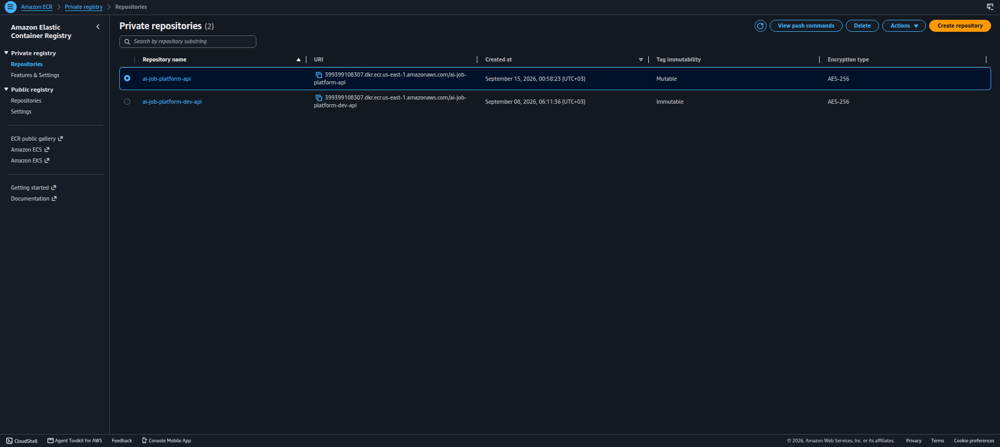 Amazon ECR > Private registry > Repositories
Amazon Elastic
Container Registry
Private registry
Repositories
Features & Settings
Public registry
Repositories
Settings
ECR public gallery
Amazon ECS
Amazon EKS
Getting started
Documentation
Private repositories (2)
View push commands
Delete
Actions
Create repository
Search by repository substring
Repository name URI Created at Tag immutability Encryption type
ai-job-platform-api 399399108307.dkr.ecr.us-east-1.amazonaws.com/ai-job-
platform-api September 15, 2026, 00:58:23 (UTC+03) Mutable AES-256
ai-job-platform-dev-api 399399108307.dkr.ecr.us-east-1.amazonaws.com/ai-job-
platform-dev-api September 08, 2026, 06:11:36 (UTC+03) Immutable AES-256
CloudShell Agent Toolkit for AWS Feedback Console Mobile App © 2026, Amazon Web Services, Inc. or its affiliates. Privacy Terms Cookie preferences